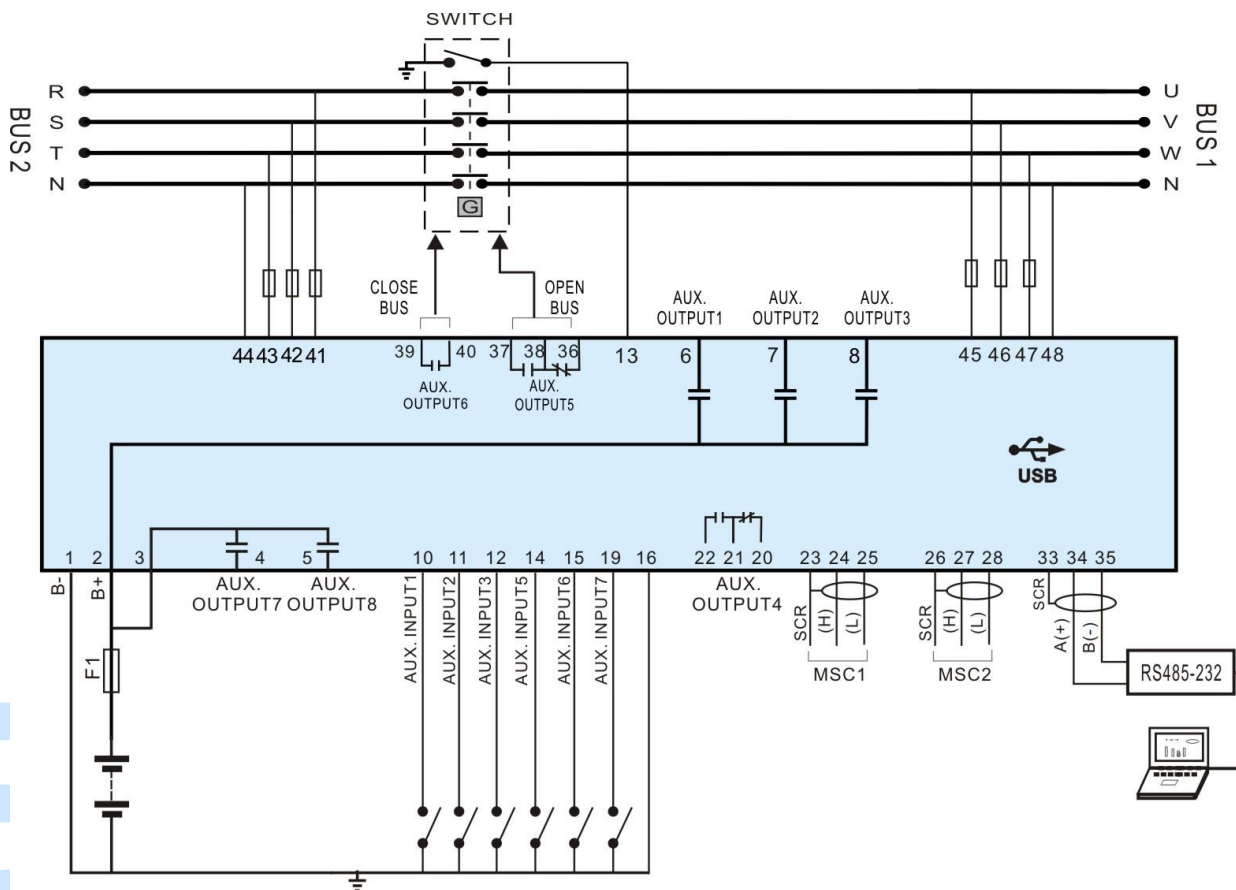 SWITCH
R
S
T
N
BUS 2
U
V
W
N
BUS 1
G
CLOSE
BUS
OPEN
BUS
AUX.
OUTPUT1
AUX.
OUTPUT2
AUX.
OUTPUT3
44 43 42 41
39 40
37 38 36
13
6
7
8
45 46 47 48
AUX.
OUTPUT6
AUX.
OUTPUT5
USB
1 2 3 4 5
10 11 12 14 15 19 16
22 21 20
23 24 25
26 27 28
33 34 35
B-
B+
AUX.
OUTPUT7
AUX.
OUTPUT8
AUX. INPUT1
AUX. INPUT2
AUX. INPUT3
AUX. INPUT5
AUX. INPUT6
AUX. INPUT7
AUX.
OUTPUT4
SCR
(H)
(L)
MSC1
SCR
(H)
(L)
MSC2
SCR
A(+)
B(-)
RS485-232
F1